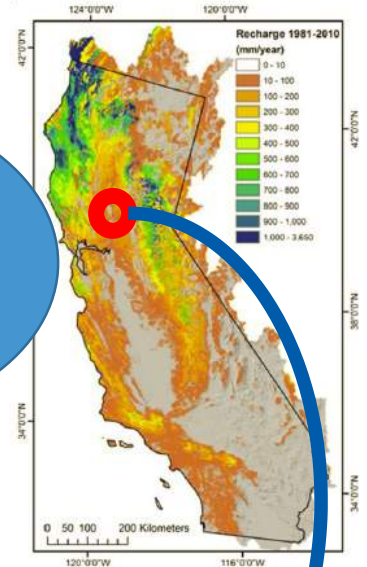 124°0'0"W 120°0'0"W
Recharge 1981-2010
(mm/year)
0 - 10
10 - 100
100 - 200
200 - 300
300 - 400
400 - 500
500 - 600
600 - 700
700 - 800
800 - 900
900 - 1,000
1,000 - 3,650
42°0'0"N
42°0'0"N
38°0'0"N
34°0'0"N
34°0'0"N
0 50 100 200 Kilometers
120°0'0"W 116°0'0"W